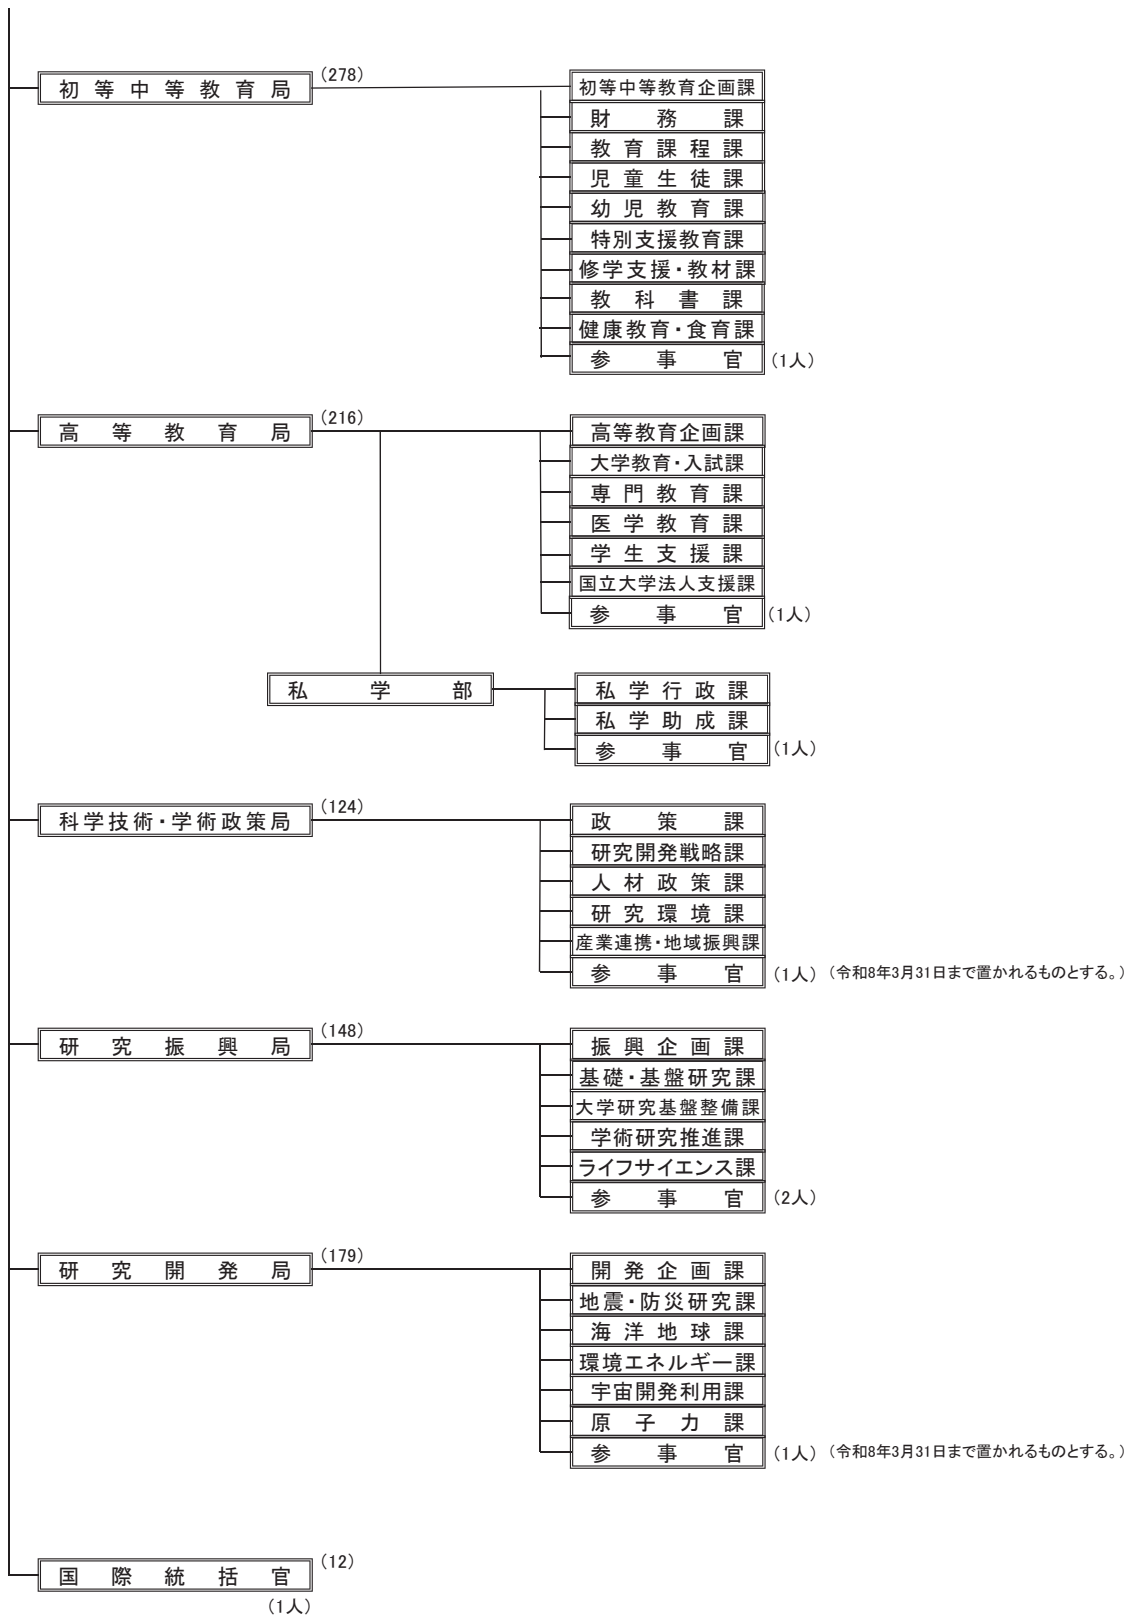 初等中等教育局 (278) 初等中等教育企画課
財務課
教育課程課
児童生徒課
幼児教育課
特別支援教育課
修学支援・教材課
教科書課
健康教育・食育課
参事官 (1人)
高等教育局 (216) 高等教育企画課
大学教育・入試課
専門教育課
医学教育課
学生支援課
国立大学法人支援課
参事官 (1人)
私学部 私学行政課
私学助成課
参事官 (1人)
科学技術・学術政策局 (124) 政策課
研究開発戦略課
人材政策課
研究環境課
産業連携・地域振興課
参事官 (1人) (令和8年3月31日まで置かれるものとする。)
研究振興局 (148) 振興企画課
基礎・基盤研究課
大学研究基盤整備課
学術研究推進課
ライフサイエンス課
参事官 (2人)
研究開発局 (179) 開発企画課
地震・防災研究課
海洋地球課
環境エネルギー課
宇宙開発利用課
原子力課
参事官 (1人) (令和8年3月31日まで置かれるものとする。)
国際統括官 (12)
(1人)